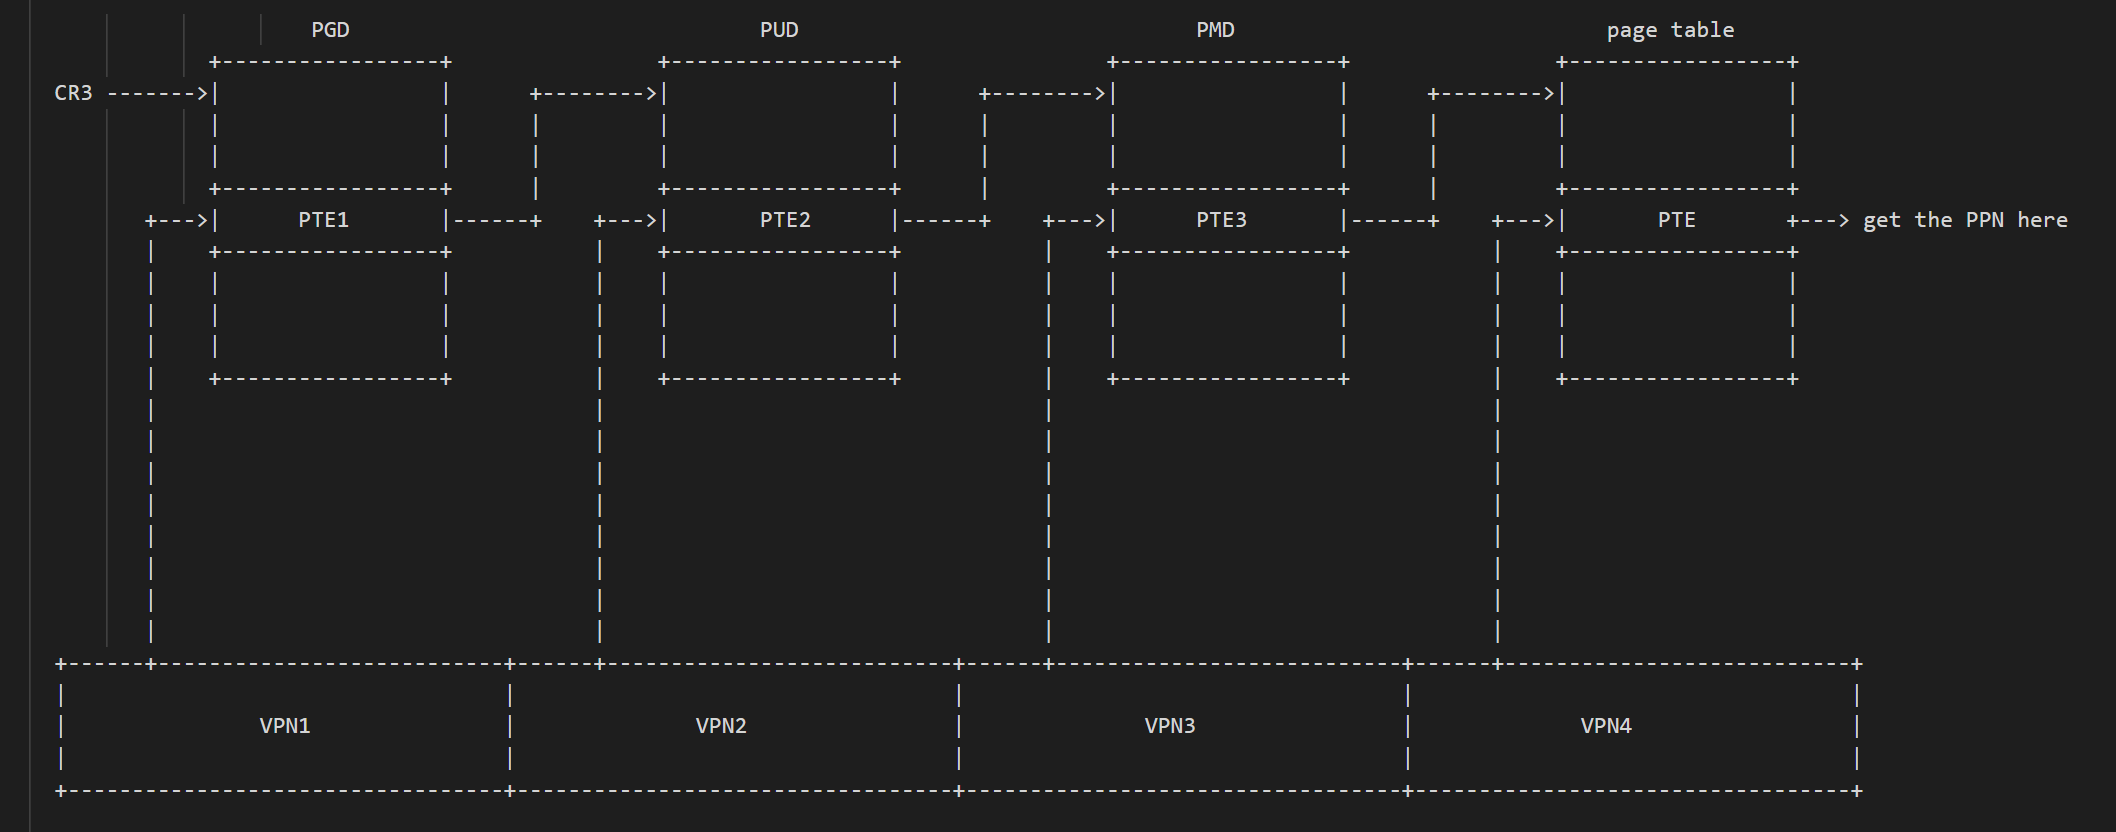 PGD PUD PMD page table
CR3
PTE1 PTE2 PTE3 PTE get the PPN here
VPN1 VPN2 VPN3 VPN4